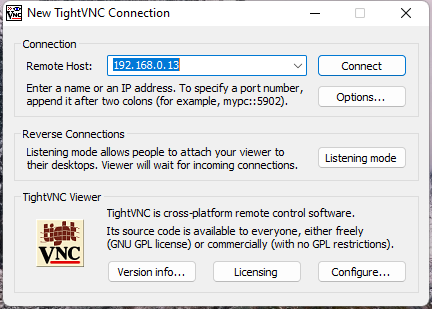 New TightVNC Connection
Connection
Remote Host: 192.168.0.13
Connect
Enter a name or an IP address. To specify a port number,
append it after two colons (for example, mypc::5902).
Options...
Reverse Connections
Listening mode allows people to attach your viewer to
their desktops. Viewer will wait for incoming connections.
Listening mode
TightVNC Viewer
tight
VNC
TightVNC is cross-platform remote control software.
Its source code is available to everyone, either freely
(GNU GPL license) or commercially (with no GPL restrictions).
Version info...
Licensing
Configure...